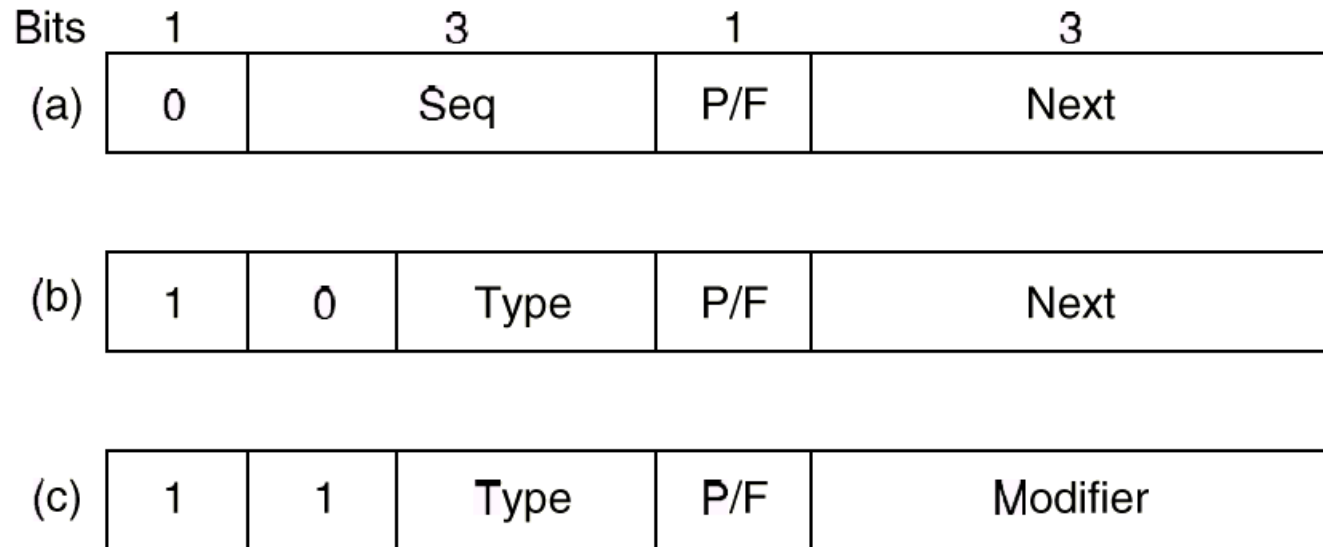 Bits 1 3 1 3
(a) 0 Seq P/F Next
(b) 1 0 Type P/F Next
(c) 1 1 Type P/F Modifier